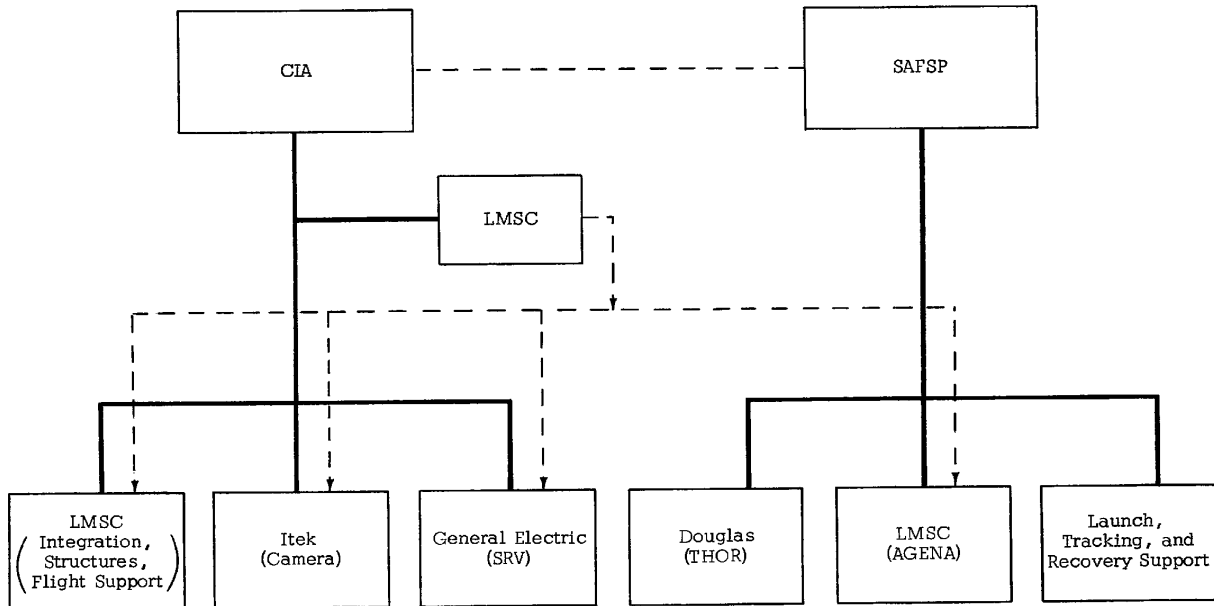 CIA
SAFSP
LMSC
LMSC
( Integration,
Structures,
Flight Support )
Itek
(Camera)
General Electric
(SRV)
Douglas
(THOR)
LMSC
(AGENA)
Launch,
Tracking, and
Recovery Support